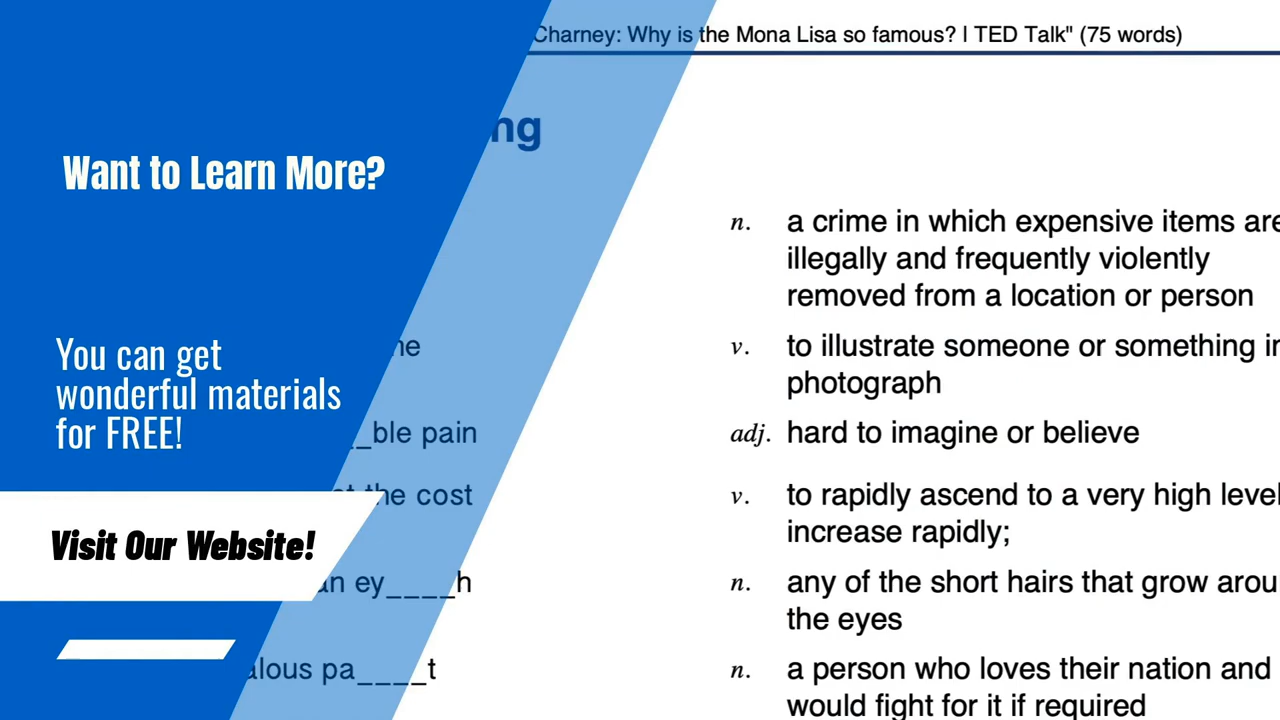 Charney: Why is the Mona Lisa so famous? | TED Talk" (75 words)
ng
Want to Learn More?
You can get
wonderful materials
for FREE!
Visit Our Website!
n. a crime in which expensive items are
illegally and frequently violently
removed from a location or person
ne v. to illustrate someone or something in
photograph
_ble pain adj. hard to imagine or believe
the cost v. to rapidly ascend to a very high level
increase rapidly;
an ey____h n. any of the short hairs that grow arou
the eyes
alous pa____t n. a person who loves their nation and
would fight for it if required